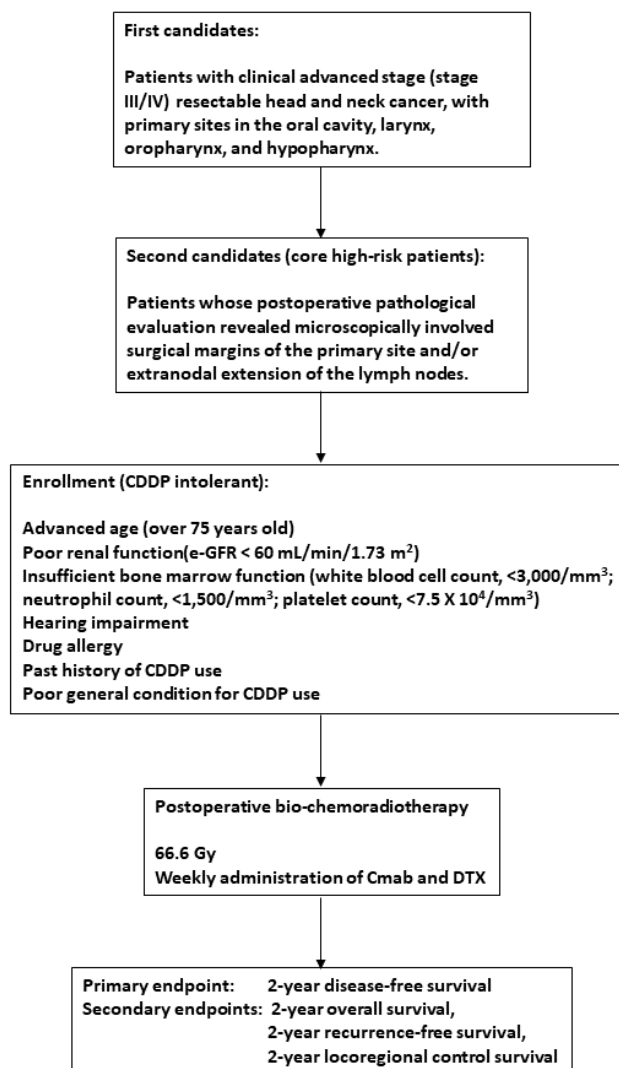 First candidates:
Patients with clinical advanced stage (stage
III/IV) resectable head and neck cancer, with
primary sites in the oral cavity, larynx,
oropharynx, and hypopharynx.
Second candidates (core high-risk patients):
Patients whose postoperative pathological
evaluation revealed microscopically involved
surgical margins of the primary site and/or
extranodal extension of the lymph nodes.
Enrollment (CDDP intolerant):
Advanced age (over 75 years old)
Poor renal function(e-GFR < 60 mL/min/1.73 m²)
Insufficient bone marrow function (white blood cell count, <3,000/mm³;
neutrophil count, <1,500/mm³; platelet count, <7.5 X 10⁴/mm³)
Hearing impairment
Drug allergy
Past history of CDDP use
Poor general condition for CDDP use
Postoperative bio-chemoradiotherapy
66.6 Gy
Weekly administration of Cmab and DTX
Primary endpoint: 2-year disease-free survival
Secondary endpoints: 2-year overall survival,
2-year recurrence-free survival,
2-year locoregional control survival